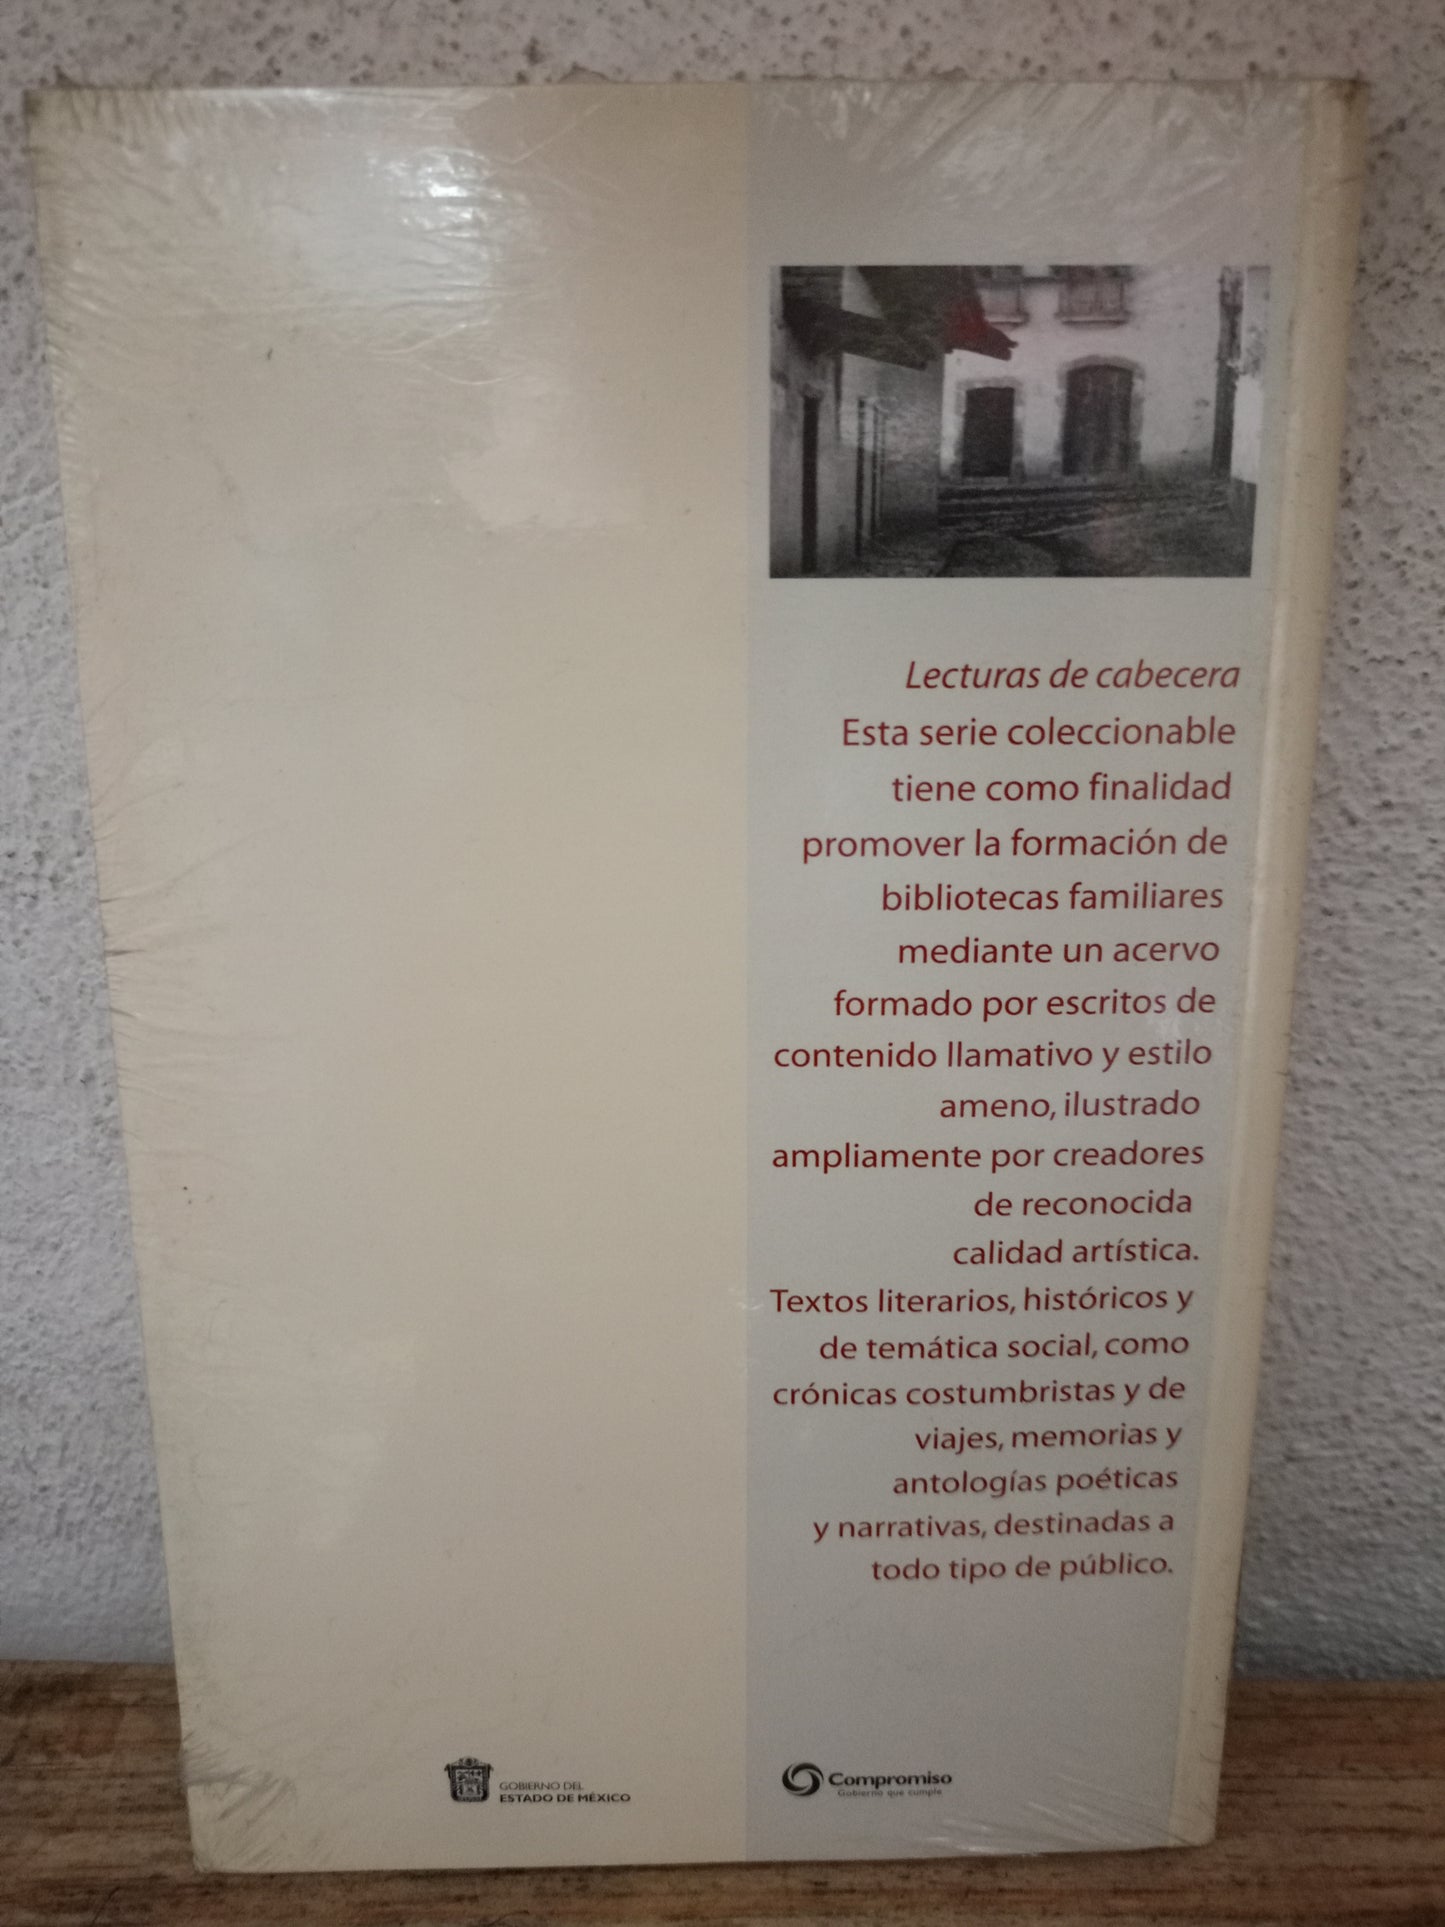 Lecturas de cabecera
Esta serie coleccionable
tiene como finalidad
promover la formación de
bibliotecas familiares
mediante un acervo
formado por escritos de
contenido llamativo y estilo
ameno, ilustrado
ampliamente por creadores
de reconocida
calidad artística.
Textos literarios, históricos y
de temática social, como
crónicas costumbristas y de
viajes, memorias y
antologías poéticas
y narrativas, destinadas a
todo tipo de público.
GOBIERNO DEL
ESTADO DE MÉXICO
Compromiso
Gobierno que cumple